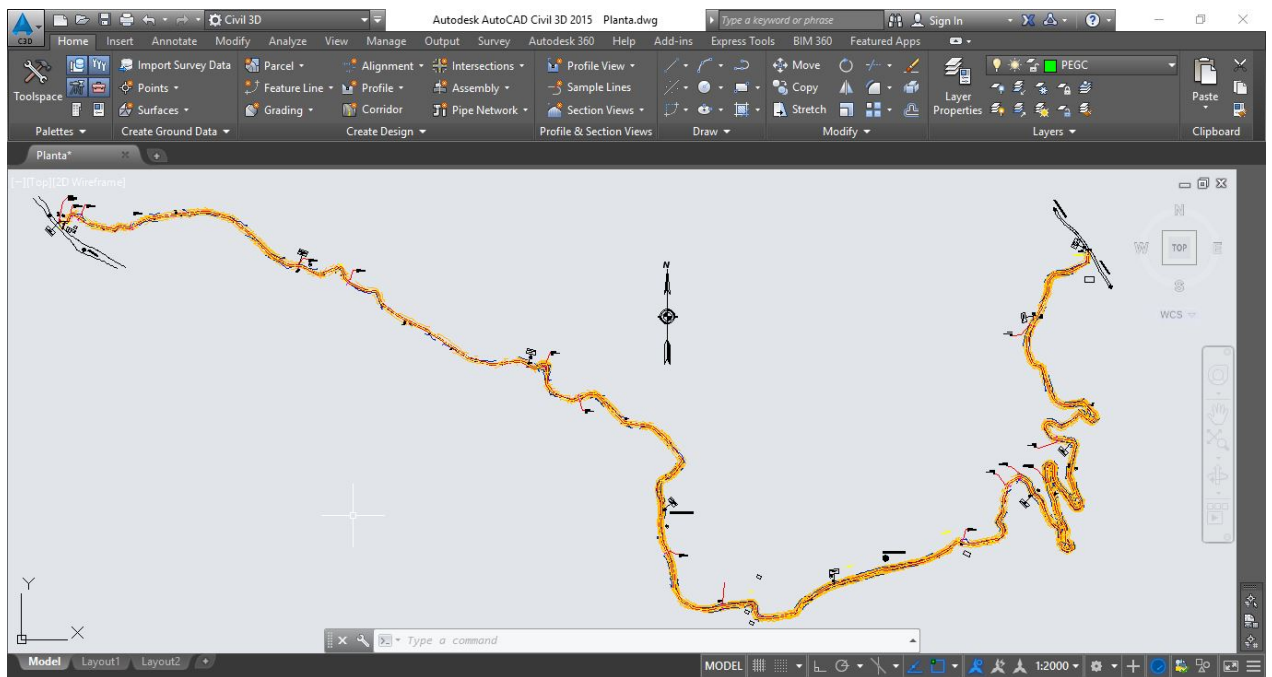 Civil 3D Autodesk AutoCAD Civil 3D 2015 Planta.dwg Type a keyword or phrase Sign In
C3D Home Insert Annotate Modify Analyze View Manage Output Survey Autodesk 360 Help Add-ins Express Tools BIM 360 Featured Apps
Toolspace
Import Survey Data
Points
Surfaces
Parcel
Feature Line
Grading
Alignment
Profile
Corridor
Intersections
Assembly
Pipe Network
Profile View
Sample Lines
Section Views
Move
Copy
Stretch
Layer
Properties
PEGC
Paste
Palettes Create Ground Data Create Design Profile & Section Views Draw Modify Layers Clipboard
Planta*
[−][Top][2D Wireframe]
N
W TOP E
S
WCS
N
Y
X
Type a command
Model Layout1 Layout2 MODEL 1:2000